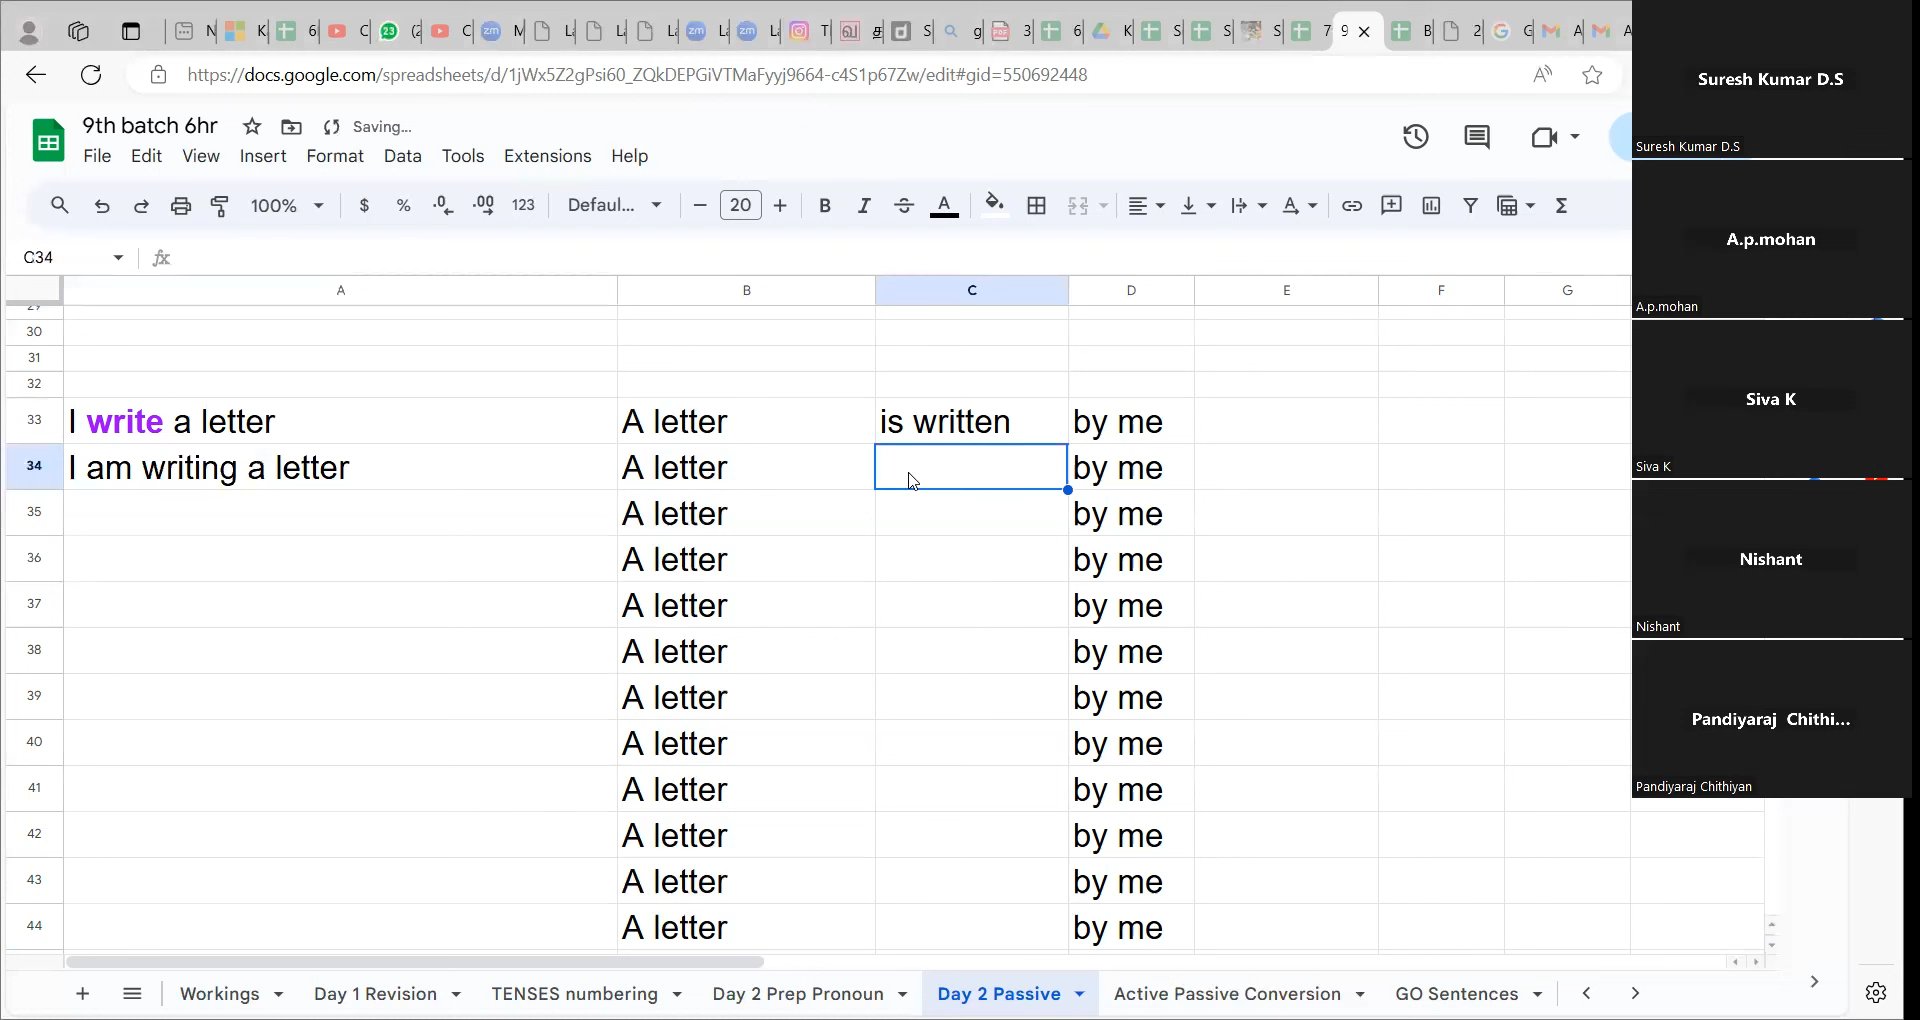 https://docs.google.com/spreadsheets/d/1jWx5Z2gPsi60_ZQkDEPGiVTMaFyyj9664-c4S1p67Zw/edit#gid=550692448
9th batch 6hr
Saving...
File Edit View Insert Format Data Tools Extensions Help
100% $ % .0 .00 123 Defaul... 20 B I A
C34
A B C D E F G
30
31
32
33 I write a letter A letter is written by me
34 I am writing a letter A letter by me
35 A letter by me
36 A letter by me
37 A letter by me
38 A letter by me
39 A letter by me
40 A letter by me
41 A letter by me
42 A letter by me
43 A letter by me
44 A letter by me
Workings Day 1 Revision TENSES numbering Day 2 Prep Pronoun Day 2 Passive Active Passive Conversion GO Sentences
Suresh Kumar D.S
Suresh Kumar D.S
A.p.mohan
A.p.mohan
Siva K
Siva K
Nishant
Nishant
Pandiyaraj Chithi...
Pandiyaraj Chithiyan